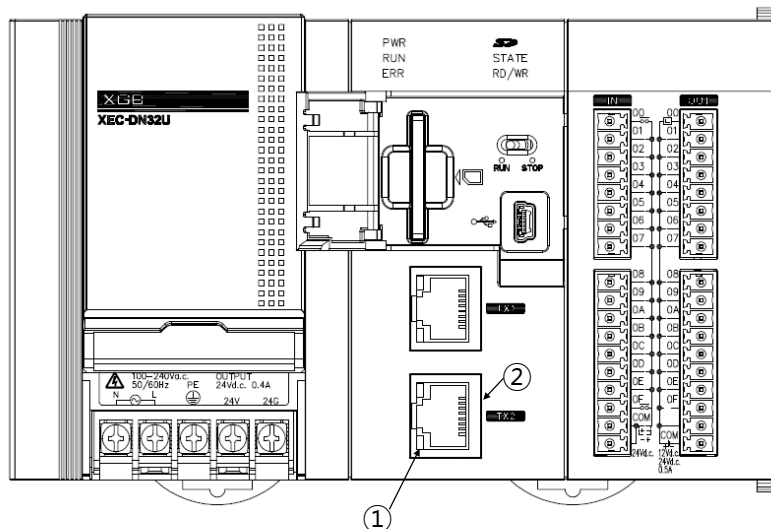 PWR
RUN
ERR
STATE
RD/WR
XGB
XEC-DN32U
RUN STOP
IN
OUT
00 00
01 01
02 02
03 03
04 04
05 05
06 06
07 07
08 08
09 09
0A 0A
0B 0B
0C 0C
0D 0D
0E 0E
0F 0F
COM
COM
24Vd.c.
12Vd.c.
24Vd.c.
0.5A
TX1
TX2
100-240Va.c.
50/60Hz
PE
OUTPUT
24Vd.c. 0.4A
N L
24V 24G
②
①